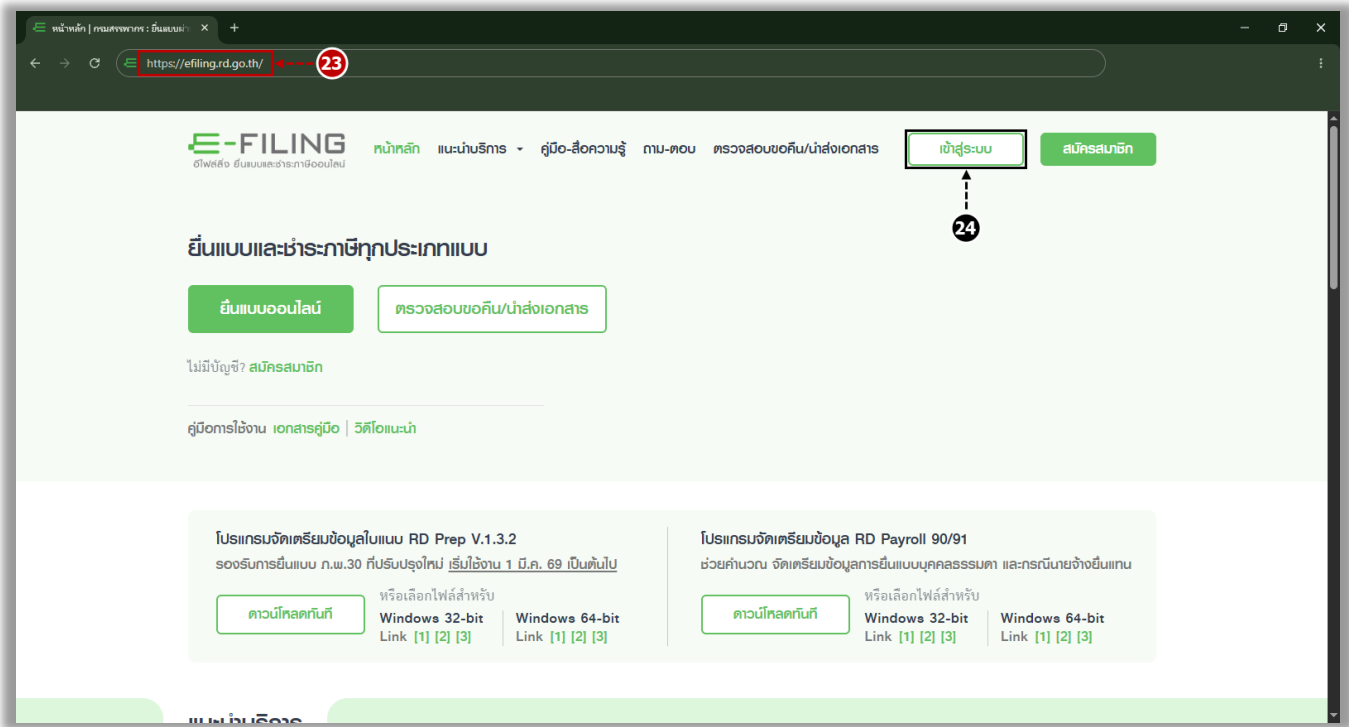 หน้าหลัก | กรมสรรพากร : ยื่นแบบผ่า
https://efiling.rd.go.th/
23
E-FILING
อีไฟล์ลิ่ง ยื่นแบบและชำระภาษีออนไลน์
หน้าหลัก แนะนำบริการ คู่มือ-สื่อความรู้ ถาม-ตอบ ตรวจสอบขอคืน/นำส่งเอกสาร เข้าสู่ระบบ สมัครสมาชิก
24
ยื่นแบบและชำระภาษีทุกประเภทแบบ
ยื่นแบบออนไลน์ ตรวจสอบขอคืน/นำส่งเอกสาร
ไม่มีบัญชี? สมัครสมาชิก
คู่มือการใช้งาน เอกสารคู่มือ | วิดีโอแนะนำ
โปรแกรมจัดเตรียมข้อมูลใบแนบ RD Prep V.1.3.2
รองรับการยื่นแบบ ภ.พ.30 ที่ปรับปรุงใหม่ เริ่มใช้งาน 1 มี.ค. 69 เป็นต้นไป
ดาวน์โหลดทันที
หรือเลือกไฟล์สำหรับ
Windows 32-bit Windows 64-bit
Link [1] [2] [3] Link [1] [2] [3]
โปรแกรมจัดเตรียมข้อมูล RD Payroll 90/91
ช่วยคำนวณ จัดเตรียมข้อมูลการยื่นแบบบุคคลธรรมดา และกรณีนายจ้างยื่นแทน
ดาวน์โหลดทันที
หรือเลือกไฟล์สำหรับ
Windows 32-bit Windows 64-bit
Link [1] [2] [3] Link [1] [2] [3]
แนะนำบริการ